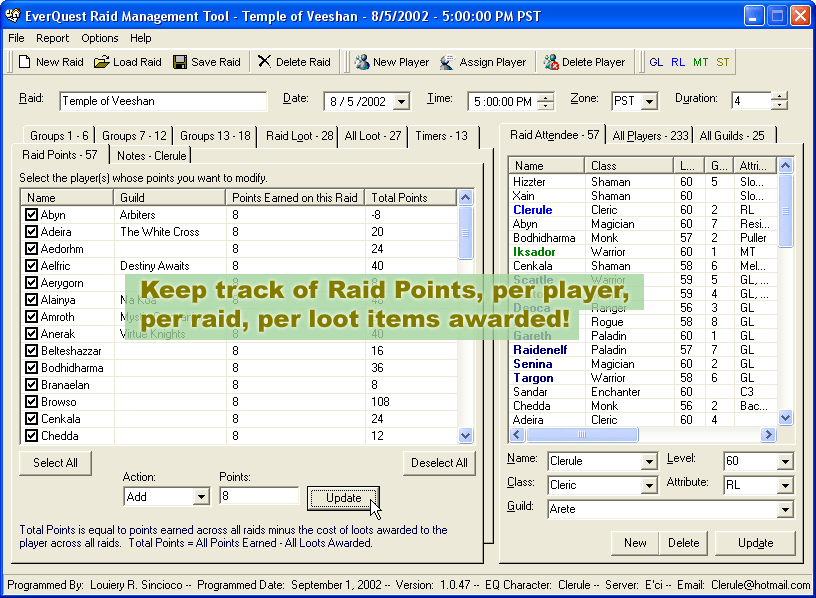 EverQuest Raid Management Tool - Temple of Veeshan - 8/5/2002 - 5:00:00 PM PST
File Report Options Help
New Raid Load Raid Save Raid Delete Raid New Player Assign Player Delete Player GL RL MT ST
Raid: Temple of Veeshan Date: 8 / 5 /2002 Time: 5 :00:00 PM Zone: PST Duration: 4
Groups 1 - 6 Groups 7 - 12 Groups 13 - 18 Raid Loot - 28 All Loot - 27 Timers - 13
Raid Points - 57 Notes - Clerule
Select the player(s) whose points you want to modify.
Name Guild Points Earned on this Raid Total Points
Abyn Arbiters 8 -8
Adeira The White Cross 8 20
Aedorhm 8 24
Aelfric Destiny Awaits 8 40
Aerygorn
Alainya Na Koa
Amroth
Anerak Virtue Knights 8 40
Belteshazzar 8 16
Bodhidharma 8 36
Branaelan 8 8
Browso 8 108
Cenkala 8 24
Chedda 8 12
Keep track of Raid Points, per player,
per raid, per loot items awarded!
Select All Deselect All
Action: Add Points: 8 Update
Total Points is equal to points earned across all raids minus the cost of loots awarded to the
player across all raids. Total Points = All Points Earned - All Loots Awarded.
Raid Attendee - 57 All Players - 233 All Guilds - 25
Name Class L... G... Attri...
Hizzter Shaman 60 5 Slo...
Xain Shaman 60 Slo...
Clerule Cleric 60 2 RL
Abyn Magician 60 7 Resi...
Bodhidharma Monk 57 2 Puller
Iksador Warrior 60 1 MT
Cenkala Shaman 58 6 Mel...
Scartle Warrior 59 5 GL, ...
59 4 GL, ...
Ranger 56 3 GL
Rogue 58 8 GL
Gareth Paladin 60 1 GL
Raidenelf Paladin 57 7 GL
Senina Magician 60 2 GL
Targon Warrior 58 6 GL
Sandar Enchanter 60 C3
Chedda Monk 56 2 Bac...
Adeira Cleric 60 4
Name: Clerule Level: 60
Class: Cleric Attribute: RL
Guild: Arete
New Delete Update
Programmed By: Louiery R. Sincioco -- Programmed Date: September 1, 2002 -- Version: 1.0.47 -- EQ Character: Clerule -- Server: E'ci -- Email: Clerule@hotmail.com